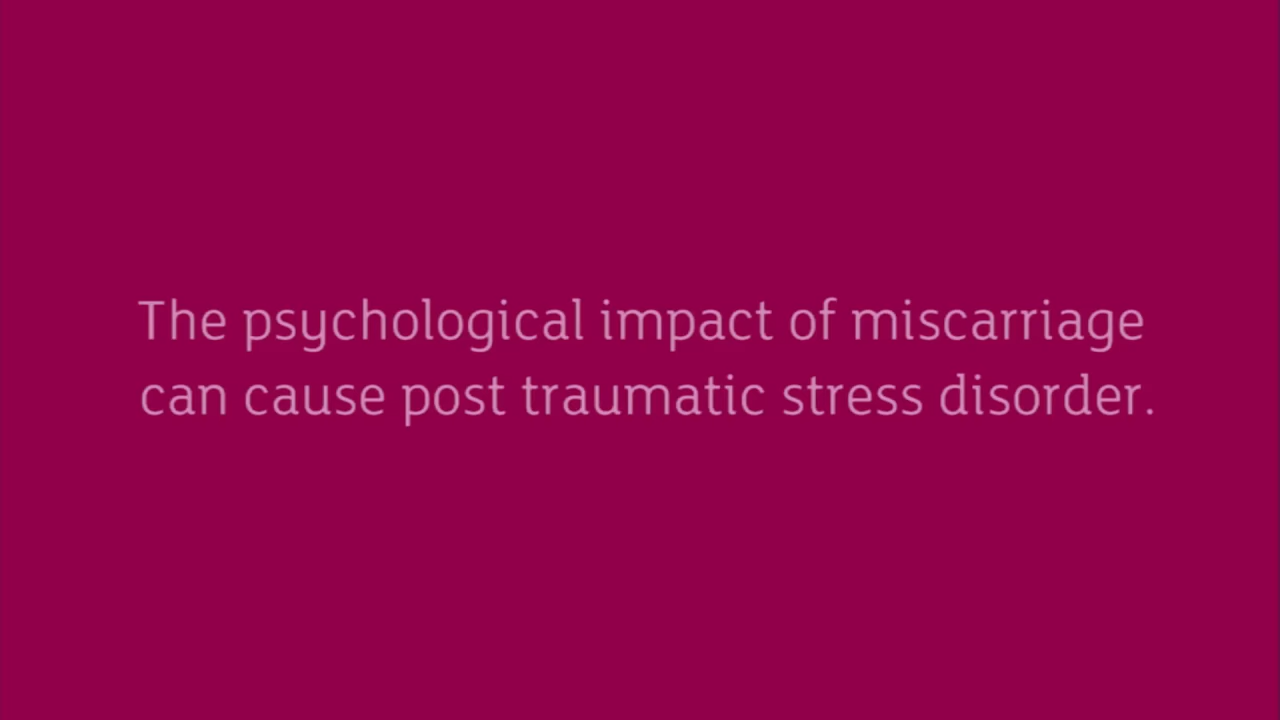 The psychological impact of miscarriage
can cause post traumatic stress disorder.